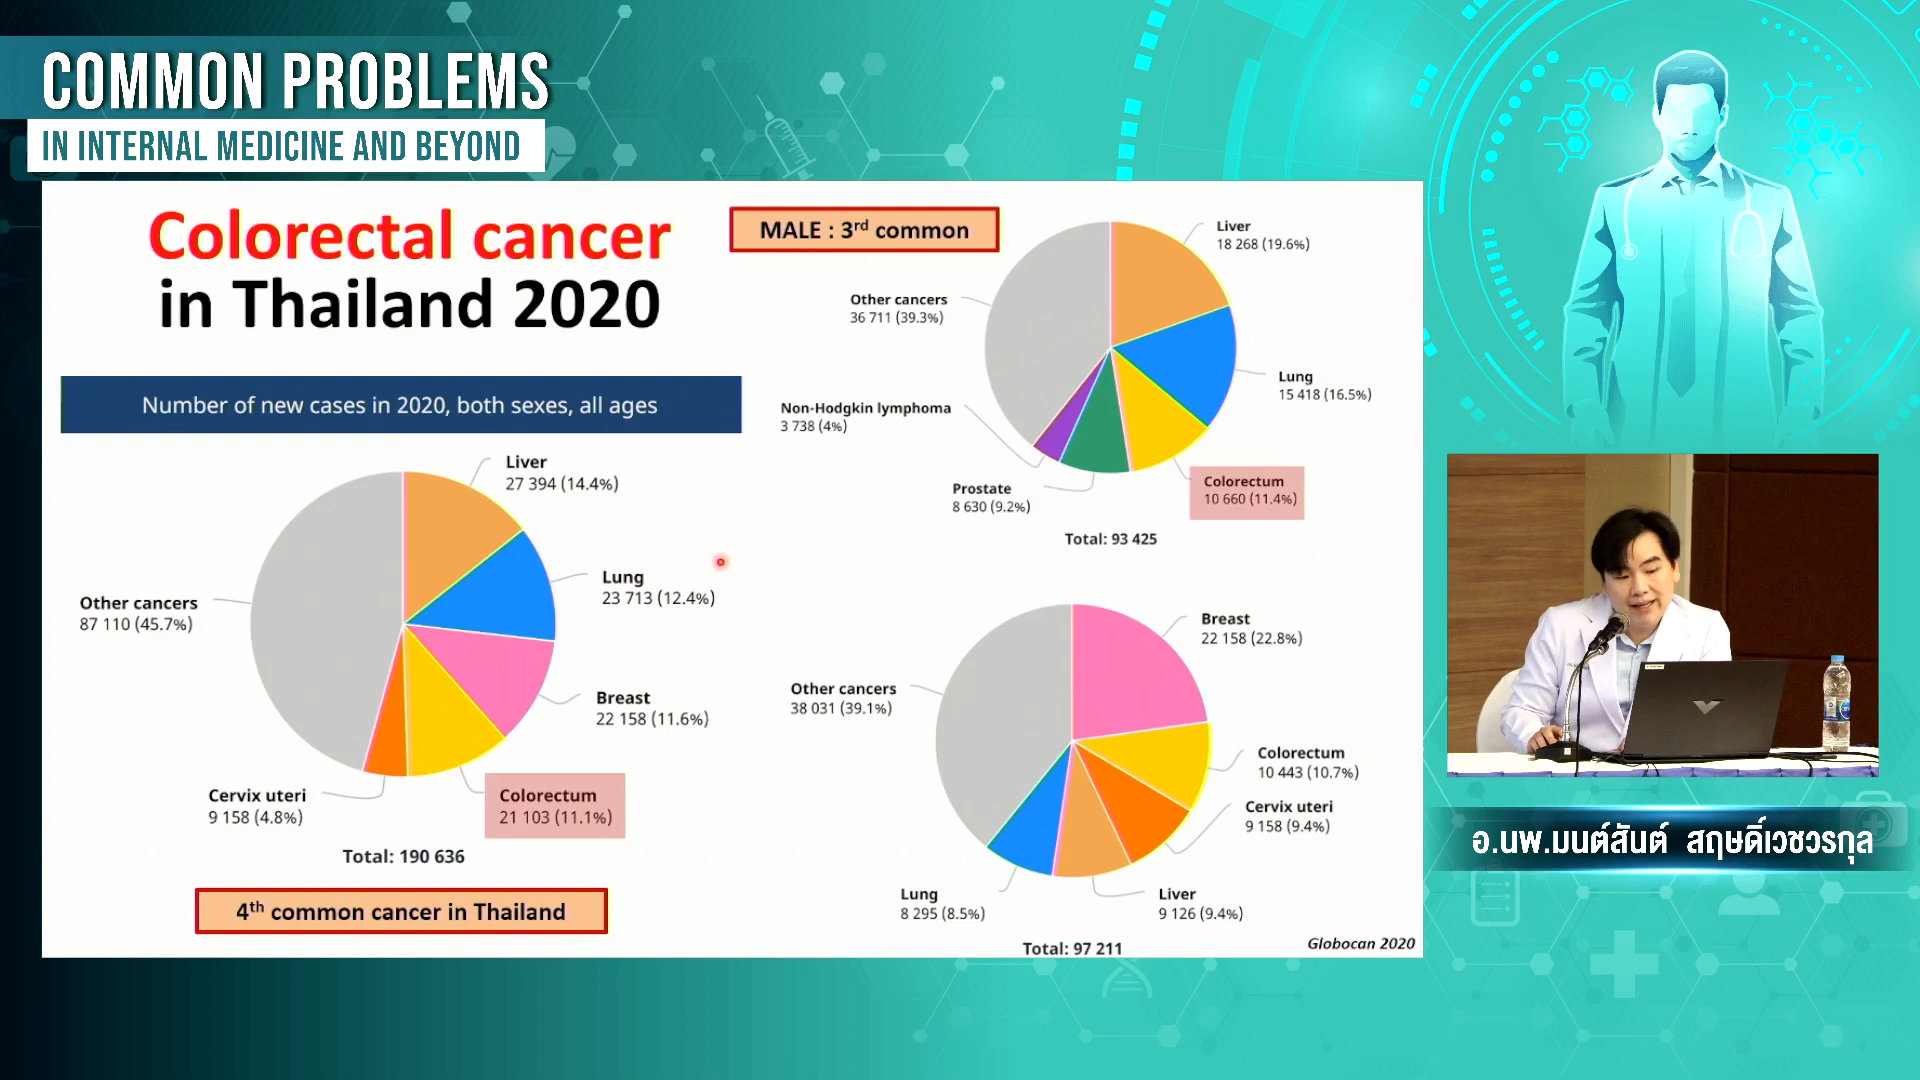 COMMON PROBLEMS
IN INTERNAL MEDICINE AND BEYOND
Colorectal cancer
in Thailand 2020
Number of new cases in 2020, both sexes, all ages
Liver
27 394 (14.4%)
Lung
23 713 (12.4%)
Other cancers
87 110 (45.7%)
Breast
22 158 (11.6%)
Cervix uteri
9 158 (4.8%)
Colorectum
21 103 (11.1%)
Total: 190 636
4th common cancer in Thailand
MALE : 3rd common
Liver
18 268 (19.6%)
Other cancers
36 711 (39.3%)
Lung
15 418 (16.5%)
Non-Hodgkin lymphoma
3 738 (4%)
Colorectum
10 660 (11.4%)
Prostate
8 630 (9.2%)
Total: 93 425
Breast
22 158 (22.8%)
Other cancers
38 031 (39.1%)
Colorectum
10 443 (10.7%)
Cervix uteri
9 158 (9.4%)
Lung
8 295 (8.5%)
Liver
9 126 (9.4%)
Total: 97 211
Globocan 2020
อ.นพ.มนต์สันต์ สฤษดิ์เวชวรกุล